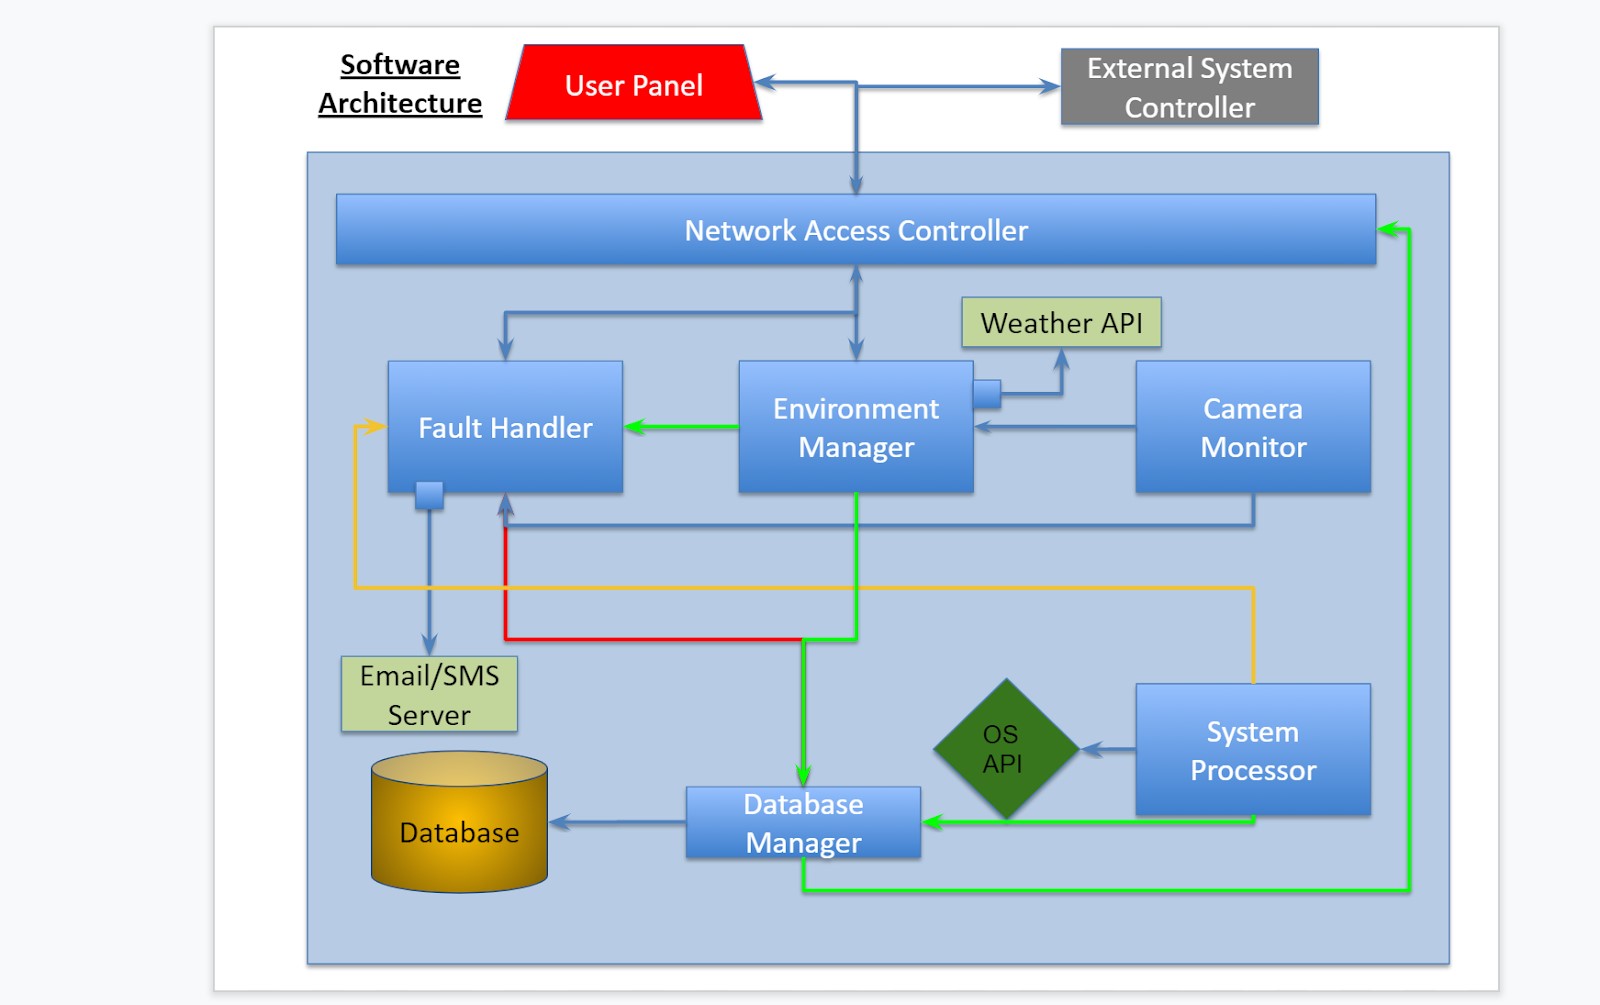 Software
Architecture
User Panel
External System
Controller
Network Access Controller
Weather API
Fault Handler
Environment
Manager
Camera
Monitor
Email/SMS
Server
OS
API
System
Processor
Database
Manager
Database